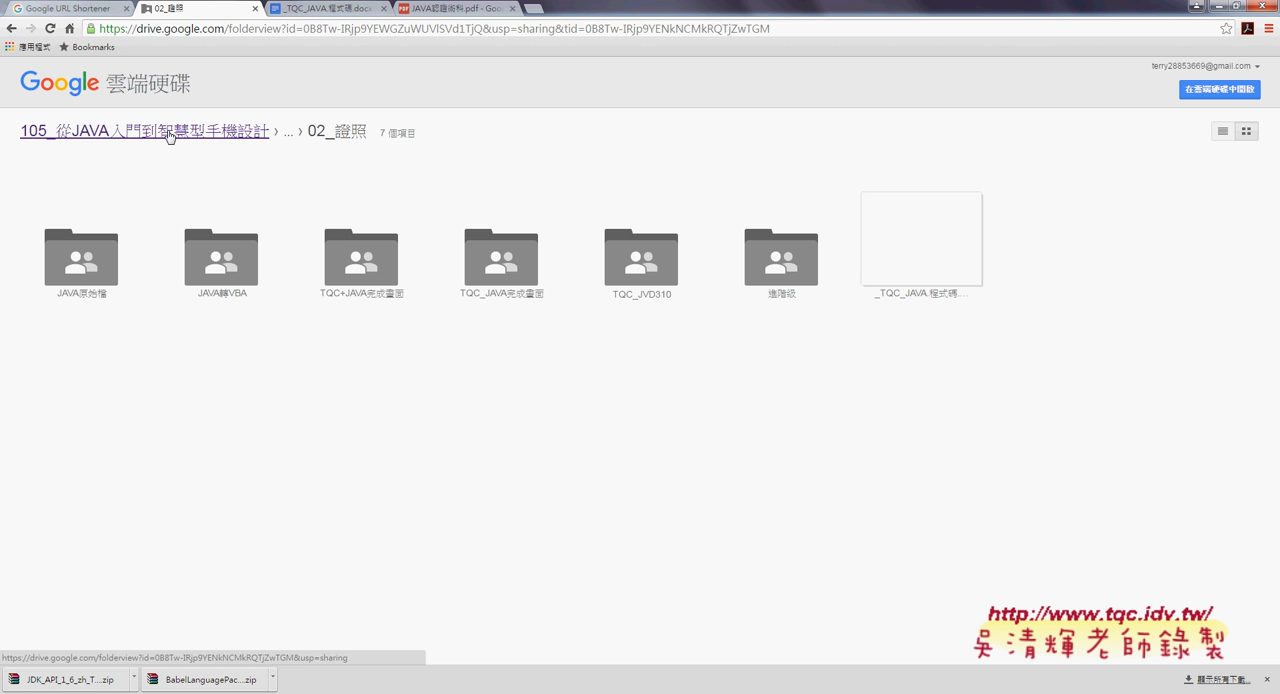 Google URL Shortener
02_證照
_TQC_JAVA.程式碼.docx
JAVA認證術科.pdf - Goo
https://drive.google.com/folderview?id=0B8Tw-IRjp9YEWGZuWUVlSVd1TjQ&usp=sharing&tid=0B8Tw-IRjp9YENkNCMkRQTjZwTGM
應用程式
Bookmarks
Google 雲端硬碟
terry28853669@gmail.com
在雲端硬碟中開啟
105_從JAVA入門到智慧型手機設計 › ... › 02_證照 7 個項目
JAVA原始檔
JAVA轉VBA
TQC+JAVA完成畫面
TQC_JAVA完成畫面
TQC_JVD310
進階級
_TQC_JAVA.程式碼....
http://www.tqc.idv.tw/
吳清輝老師錄製
https://drive.google.com/folderview?id=0B8Tw-IRjp9YENkNCMkRQTjZwTGM&usp=sharing
JDK_API_1_6_zh_T....zip
BabelLanguagePac....zip
顯示所有下載...